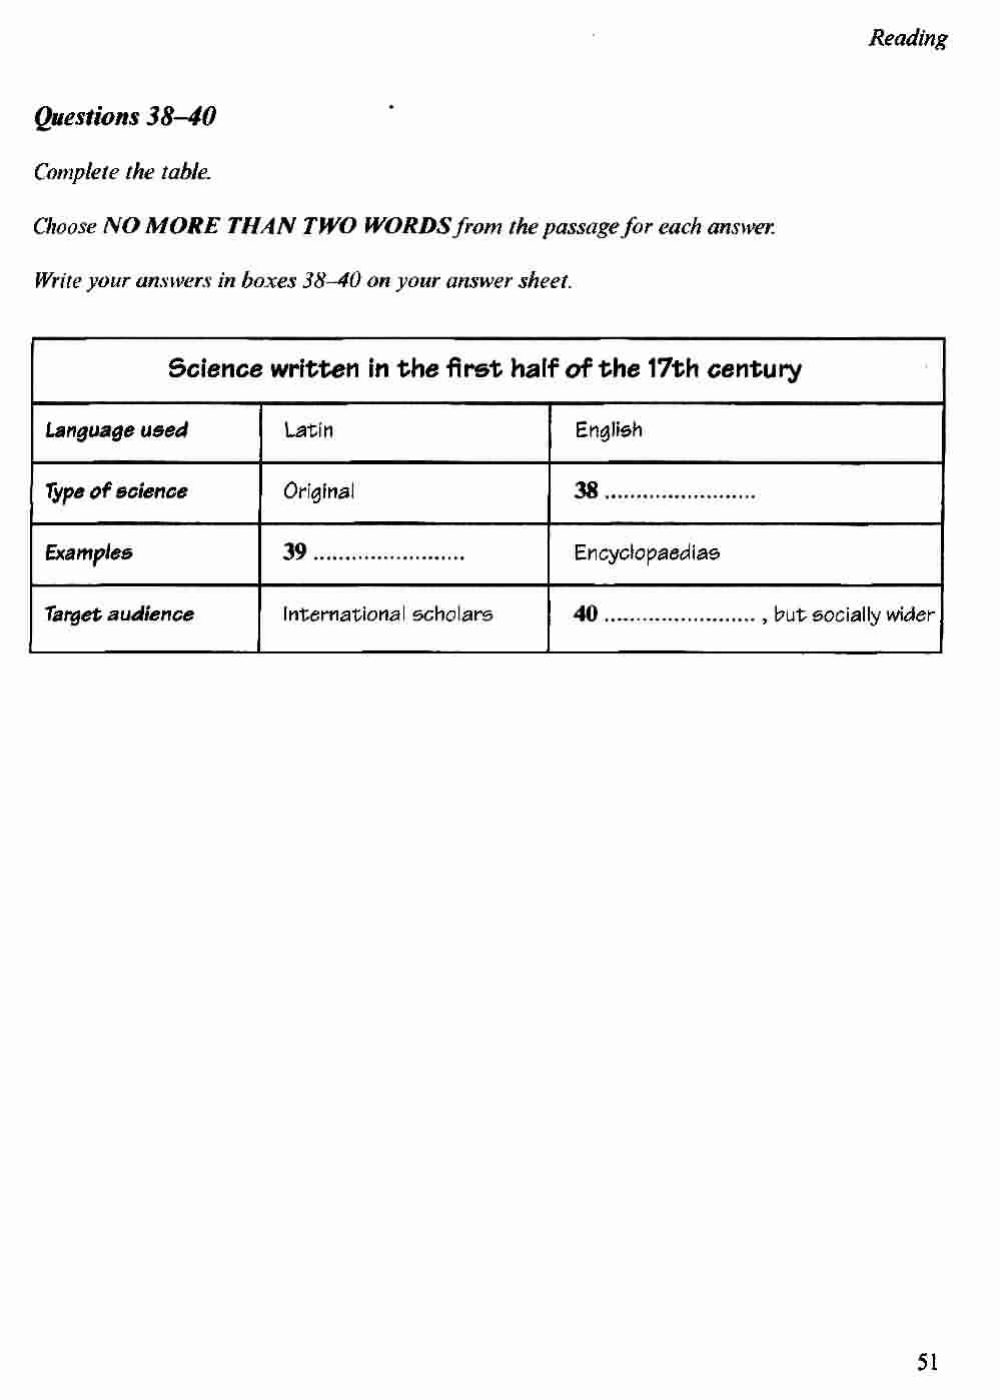 Reading
Questions 38–40
Complete the table.
Choose NO MORE THAN TWO WORDS from the passage for each answer.
Write your answers in boxes 38–40 on your answer sheet.
Science written in the first half of the 17th century
Language used Latin English
Type of science Original 38 ........................
Examples 39 ........................ Encyclopaedias
Target audience International scholars 40 ........................ , but socially wider
51